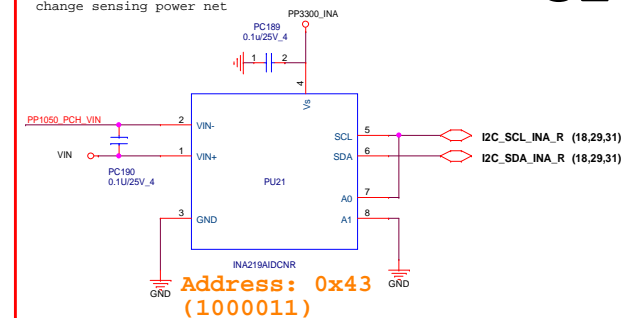 change sensing power net
PP3300_INA
PC189
0.1u/25V_4
1 2
4
Vs
PP1050_PCH_VIN
2 VIN-
SCL 5
I2C_SCL_INA_R (18,29,31)
VIN
1 VIN+
SDA 6
I2C_SDA_INA_R (18,29,31)
PC190
0.1U/25V_4
PU21
A0 7
3 GND
A1 8
INA219AIDCNR
GND
GND
Address: 0x43
(1000011)